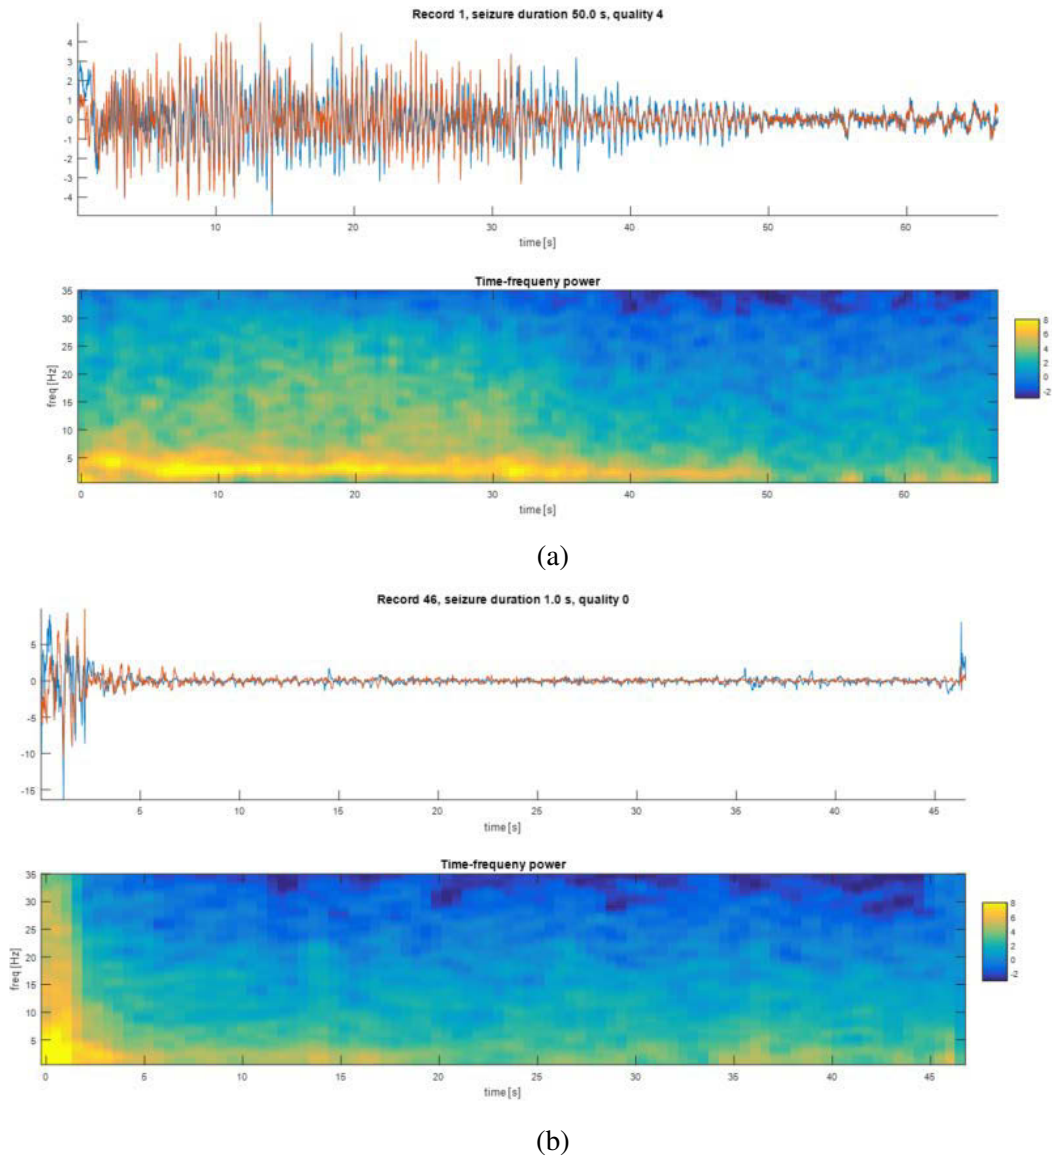 Record 1, seizure duration 50.0 s, quality 4
4
3
2
1
0
-1
-2
-3
-4
10 20 30 40 50 60
time [s]
Time-frequeny power
35
30
25
20
15
10
5
freq [Hz]
0 10 20 30 40 50 60
time [s]
8
6
4
2
0
-2
(a)
Record 46, seizure duration 1.0 s, quality 0
5
0
-5
-10
-15
5 10 15 20 25 30 35 40 45
time [s]
Time-frequeny power
35
30
25
20
15
10
5
freq [Hz]
0 5 10 15 20 25 30 35 40 45
time [s]
8
6
4
2
0
-2
(b)